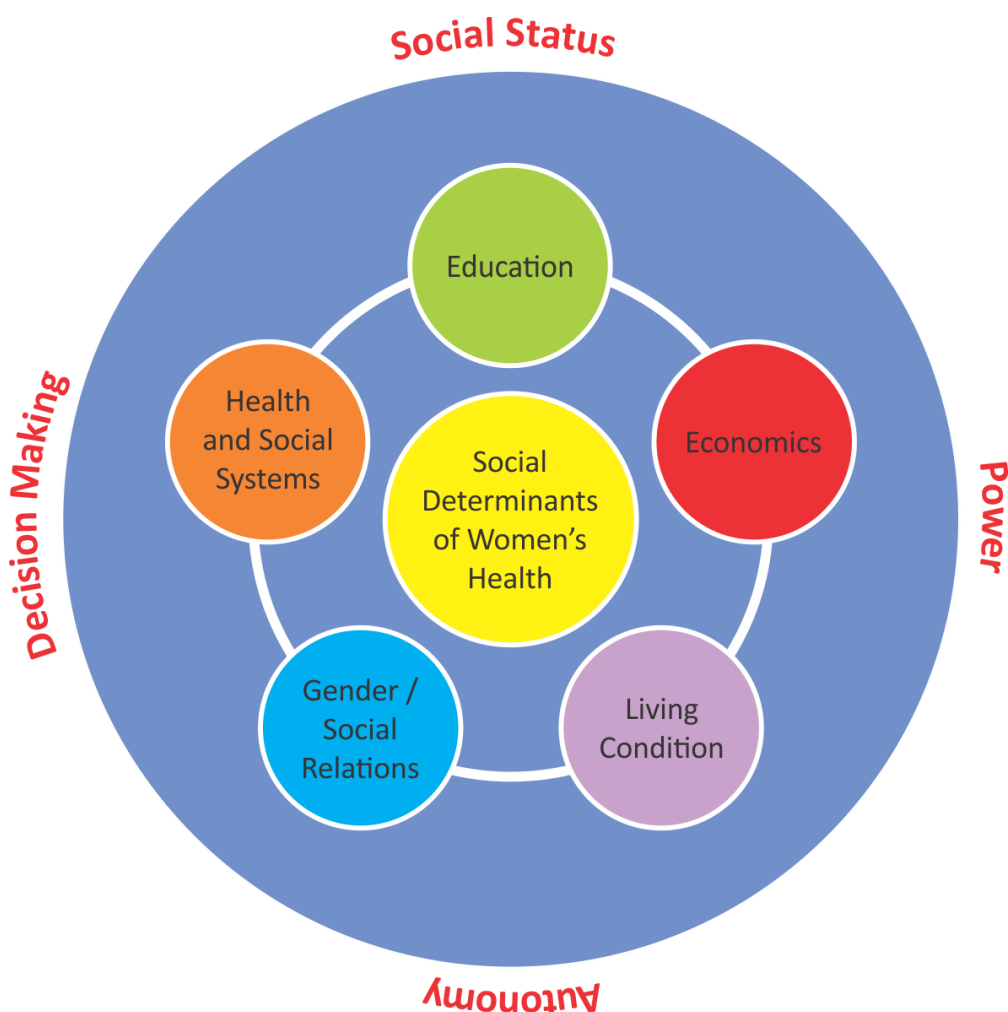 Social Status
Education
Health
and Social
Systems
Economics
Social
Determinants
of Women’s
Health
Decision Making
Power
Gender /
Social
Relations
Living
Condition
Autonomy